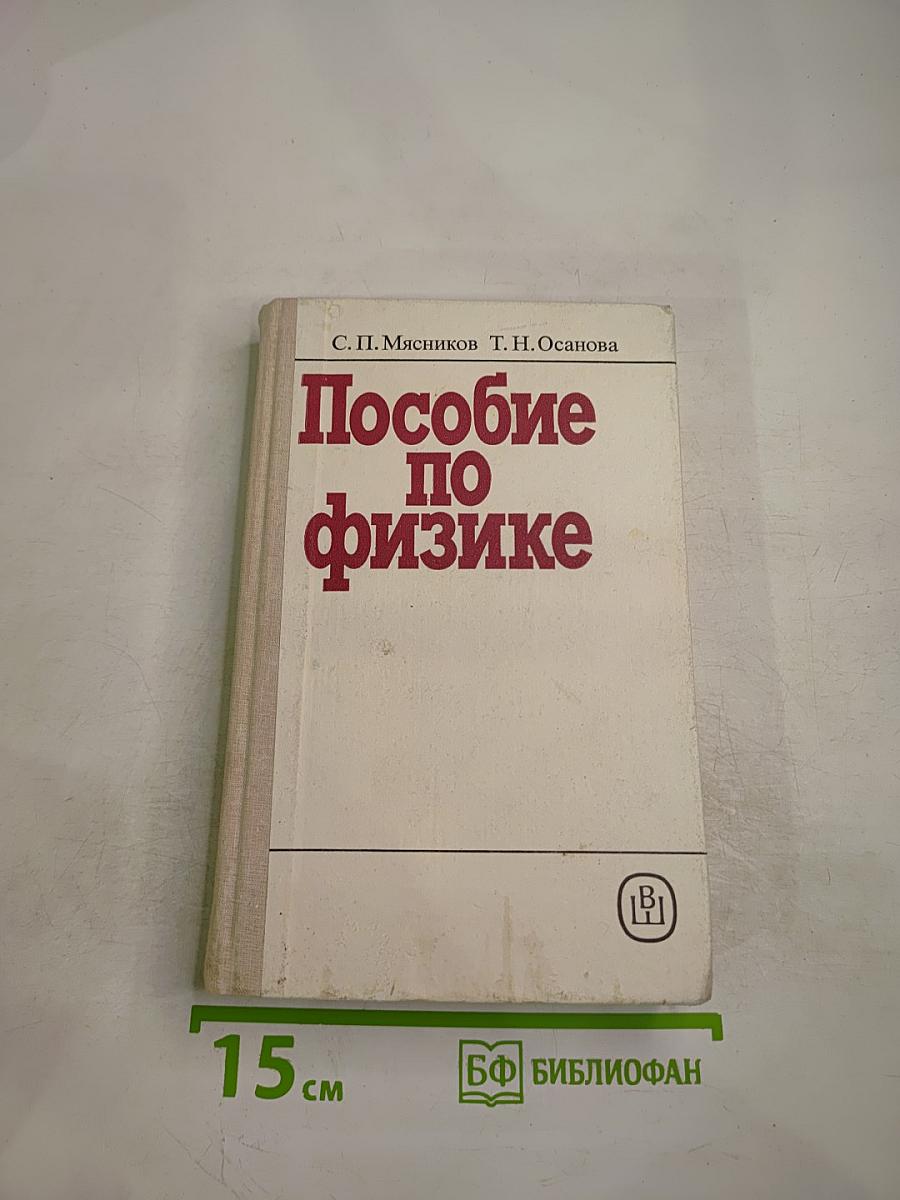 С. П. Мясников Т. Н. Осанова
Пособие
по
физике
ВШ
15 см
БФ БИБЛИОФАН